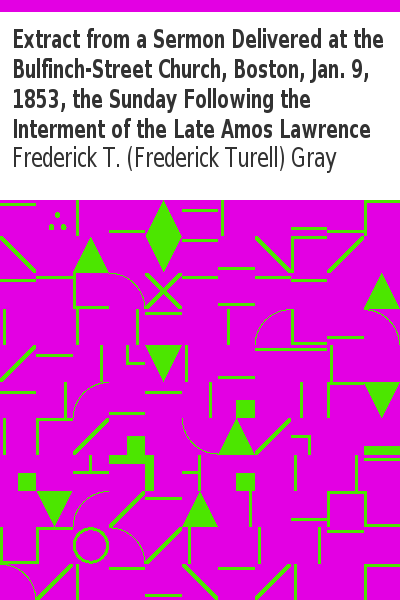 Extract from a Sermon Delivered at the
Bulfinch-Street Church, Boston, Jan. 9,
1853, the Sunday Following the
Interment of the Late Amos Lawrence
Frederick T. (Frederick Turell) Gray